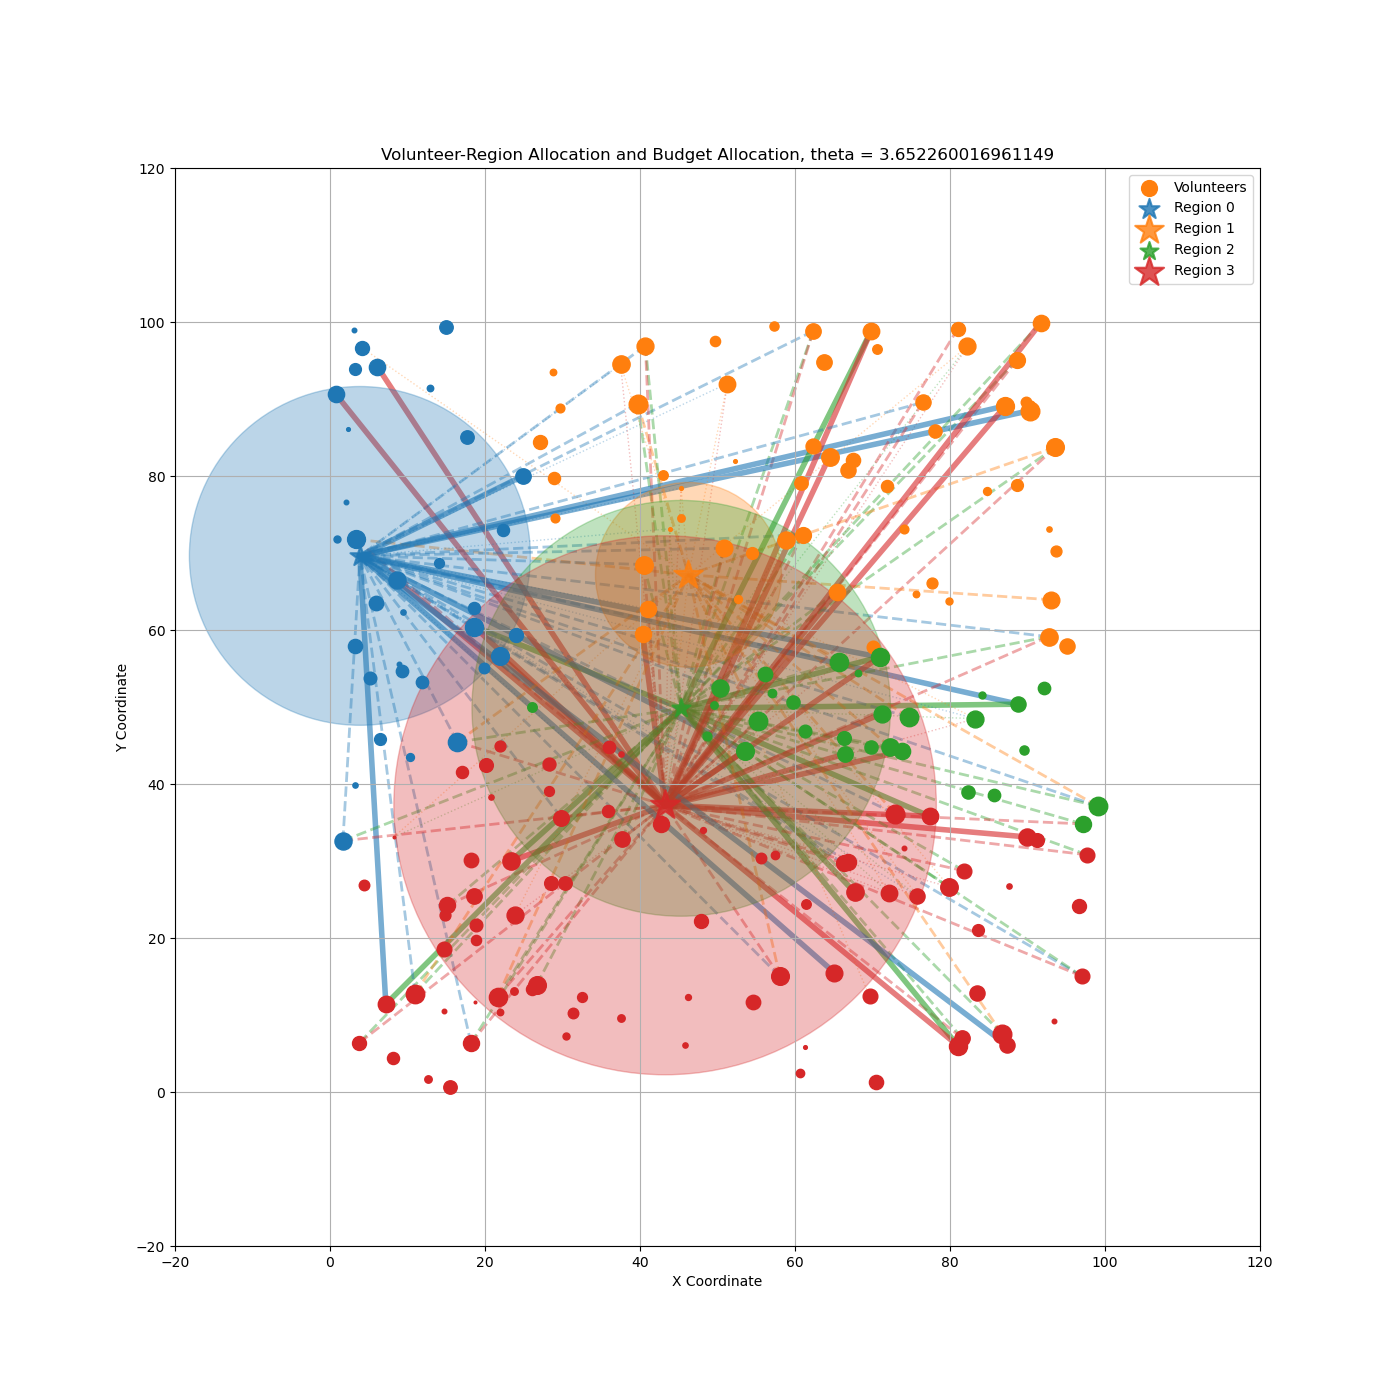 Volunteer-Region Allocation and Budget Allocation, theta = 3.652260016961149
Volunteers
Region 0
Region 1
Region 2
Region 3
Y Coordinate
120
100
80
60
40
20
0
−20
−20
0
20
40
60
80
100
120
X Coordinate